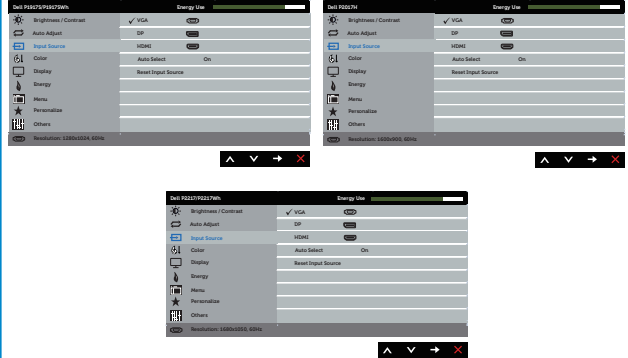 Dell P1917S/P1917SWh Energy Use
Brightness / Contrast VGA
Auto Adjust DP
Input Source HDMI
Color Auto Select On
Display Reset Input Source
Energy
Menu
Personalize
Others
Resolution: 1280x1024, 60Hz
Dell P2017H Energy Use
Brightness / Contrast VGA
Auto Adjust DP
Input Source HDMI
Color Auto Select On
Display Reset Input Source
Energy
Menu
Personalize
Others
Resolution: 1600x900, 60Hz
Dell P2217/P2217Wh Energy Use
Brightness / Contrast VGA
Auto Adjust DP
Input Source HDMI
Color Auto Select On
Display Reset Input Source
Energy
Menu
Personalize
Others
Resolution: 1680x1050, 60Hz